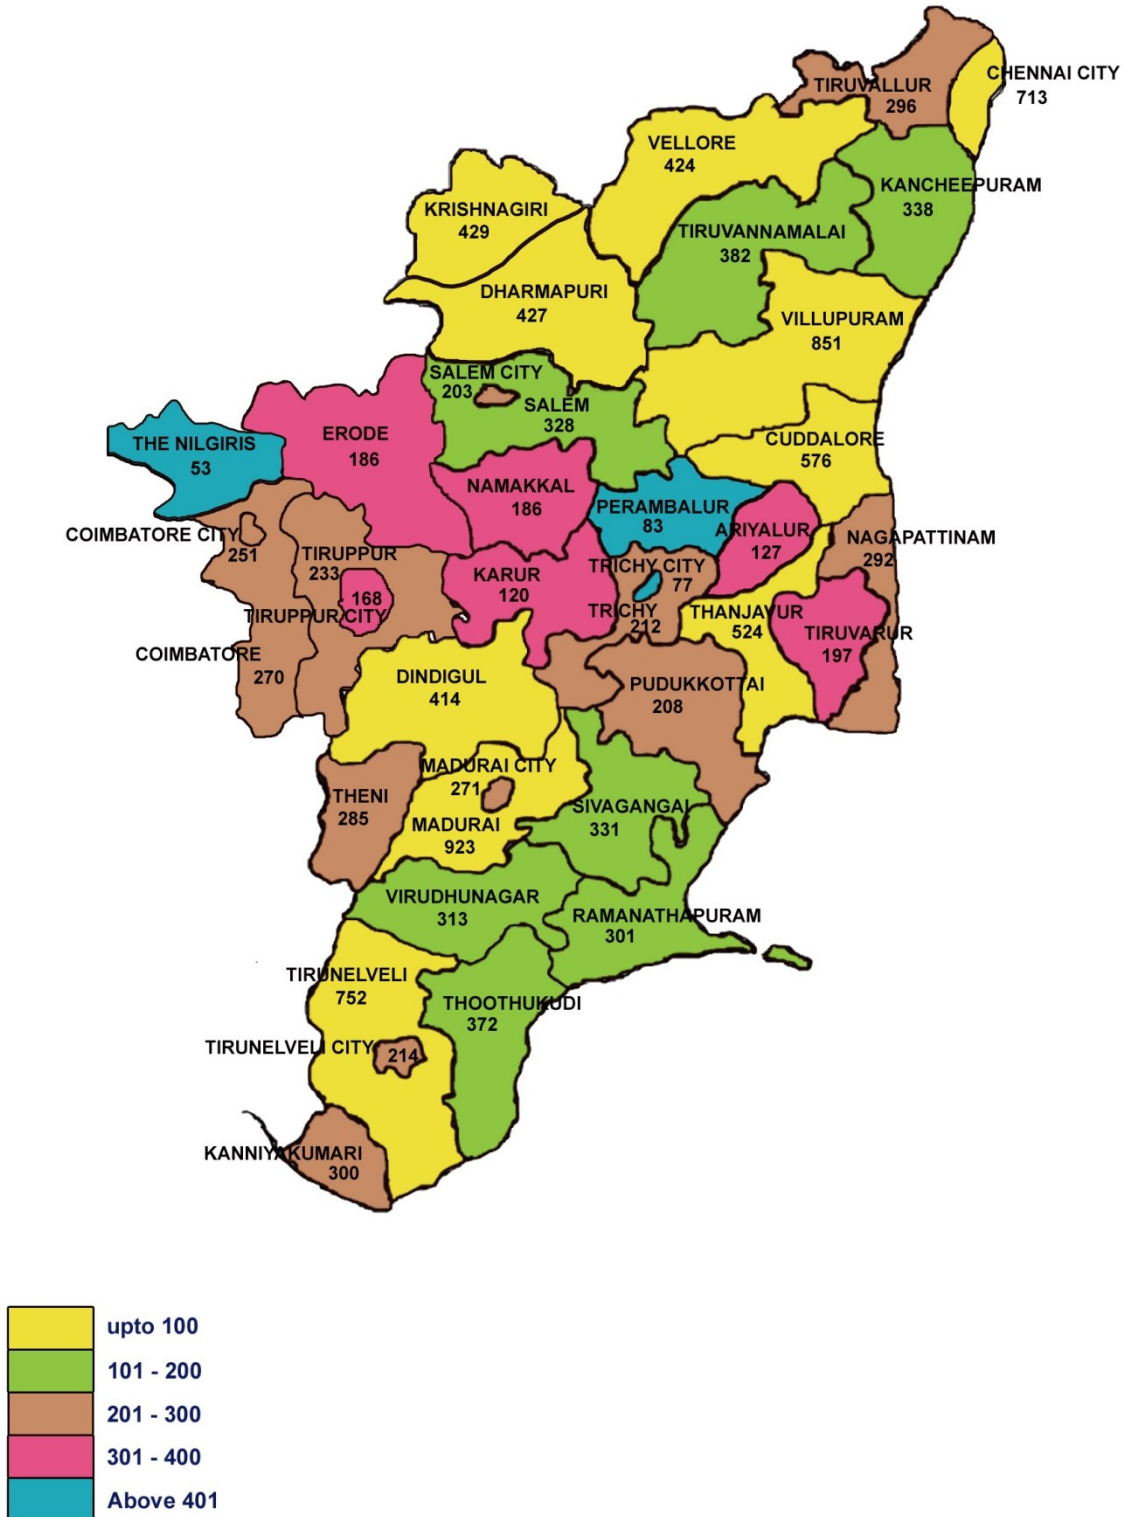 CHENNAI CITY
713
TIRUVALLUR
296
VELLORE
424
KANCHEEPURAM
338
KRISHNAGIRI
429
TIRUVANNAMALAI
382
DHARMAPURI
427
VILLUPURAM
851
SALEM CITY
203
SALEM
328
ERODE
186
THE NILGIRIS
53
CUDDALORE
576
NAMAKKAL
186
PERAMBALUR
83
ARIYALUR
127
COIMBATORE CITY
251
NAGAPATTINAM
292
TIRUPPUR
233
KARUR
120
TRICHY CITY
77
168
TIRUPPUR CITY
TRICHY
212
THANJAVUR
524
TIRUVARUR
197
COIMBATORE
270
DINDIGUL
414
PUDUKKOTTAI
208
MADURAI CITY
271
THENI
285
SIVAGANGAI
331
MADURAI
923
VIRUDHUNAGAR
313
RAMANATHAPURAM
301
TIRUNELVELI
752
THOOTHUKUDI
372
TIRUNELVELI CITY
214
KANNIYAKUMARI
300
upto 100
101 - 200
201 - 300
301 - 400
Above 401